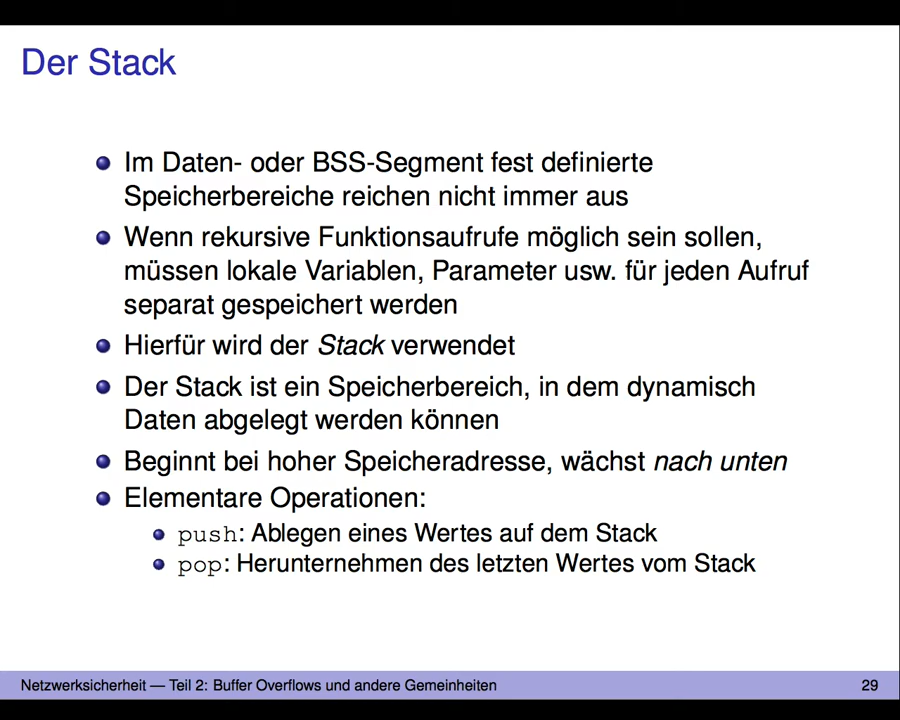 Der Stack
Im Daten- oder BSS-Segment fest definierte
Speicherbereiche reichen nicht immer aus
Wenn rekursive Funktionsaufrufe möglich sein sollen,
müssen lokale Variablen, Parameter usw. für jeden Aufruf
separat gespeichert werden
Hierfür wird der Stack verwendet
Der Stack ist ein Speicherbereich, in dem dynamisch
Daten abgelegt werden können
Beginnt bei hoher Speicheradresse, wächst nach unten
Elementare Operationen:
push: Ablegen eines Wertes auf dem Stack
pop: Herunternehmen des letzten Wertes vom Stack
Netzwerksicherheit — Teil 2: Buffer Overflows und andere Gemeinheiten 29